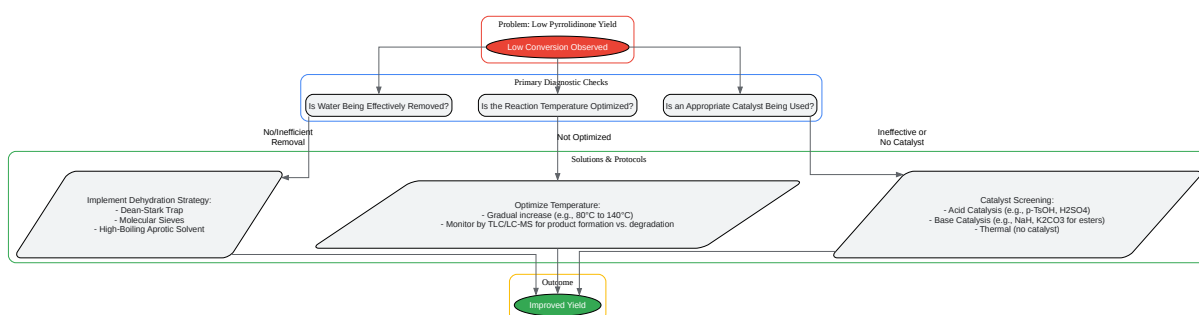 Problem: Low Pyrrolidinone Yield
Low Conversion Observed
Primary Diagnostic Checks
Is Water Being Effectively Removed?
Is the Reaction Temperature Optimized?
Is an Appropriate Catalyst Being Used?
No/Inefficient
Removal
Not Optimized
Ineffective or
No Catalyst
Solutions & Protocols
Implement Dehydration Strategy:
- Dean-Stark Trap
- Molecular Sieves
- High-Boiling Aprotic Solvent
Optimize Temperature:
- Gradual increase (e.g., 80°C to 140°C)
- Monitor by TLC/LC-MS for product formation vs. degradation
Catalyst Screening:
- Acid Catalysis (e.g., p-TsOH, H2SO4)
- Base Catalysis (e.g., NaH, K2CO3 for esters)
- Thermal (no catalyst)
Outcome
Improved Yield